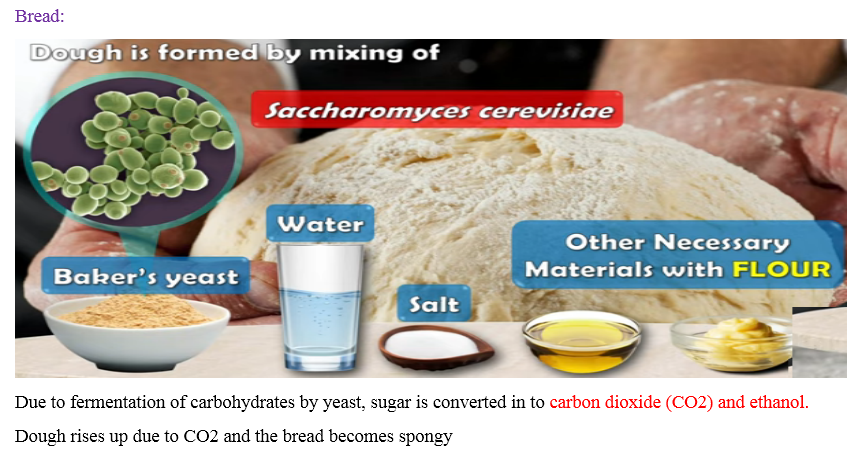 Bread:
Dough is formed by mixing of
Saccharomyces cerevisiae
Water
Other Necessary
Materials with FLOUR
Baker's yeast
Salt
Due to fermentation of carbohydrates by yeast, sugar is converted in to carbon dioxide (CO2) and ethanol.
Dough rises up due to CO2 and the bread becomes spongy